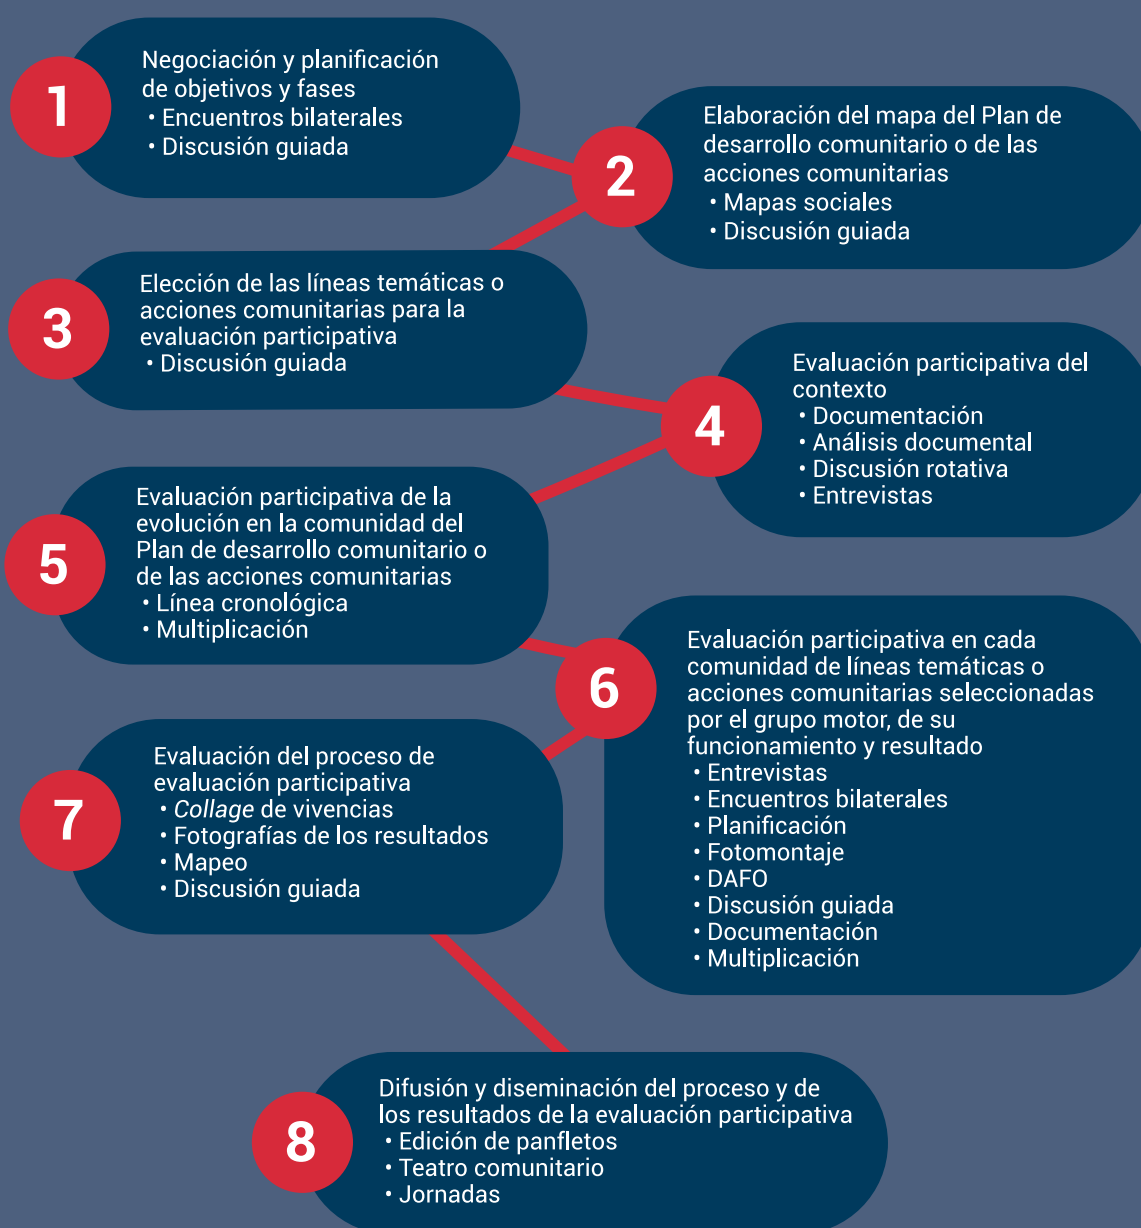 1
Negociación y planificación
de objetivos y fases
• Encuentros bilaterales
• Discusión guiada
2
Elaboración del mapa del Plan de
desarrollo comunitario o de las
acciones comunitarias
• Mapas sociales
• Discusión guiada
3
Elección de las líneas temáticas o
acciones comunitarias para la
evaluación participativa
• Discusión guiada
4
Evaluación participativa del
contexto
• Documentación
• Análisis documental
• Discusión rotativa
• Entrevistas
5
Evaluación participativa de la
evolución en la comunidad del
Plan de desarrollo comunitario o
de las acciones comunitarias
• Línea cronológica
• Multiplicación
6
Evaluación participativa en cada
comunidad de líneas temáticas o
acciones comunitarias seleccionadas
por el grupo motor, de su
funcionamiento y resultado
• Entrevistas
• Encuentros bilaterales
• Planificación
• Fotomontaje
• DAFO
• Discusión guiada
• Documentación
• Multiplicación
7
Evaluación del proceso de
evaluación participativa
• Collage de vivencias
• Fotografías de los resultados
• Mapeo
• Discusión guiada
8
Difusión y diseminación del proceso y de
los resultados de la evaluación participativa
• Edición de panfletos
• Teatro comunitario
• Jornadas